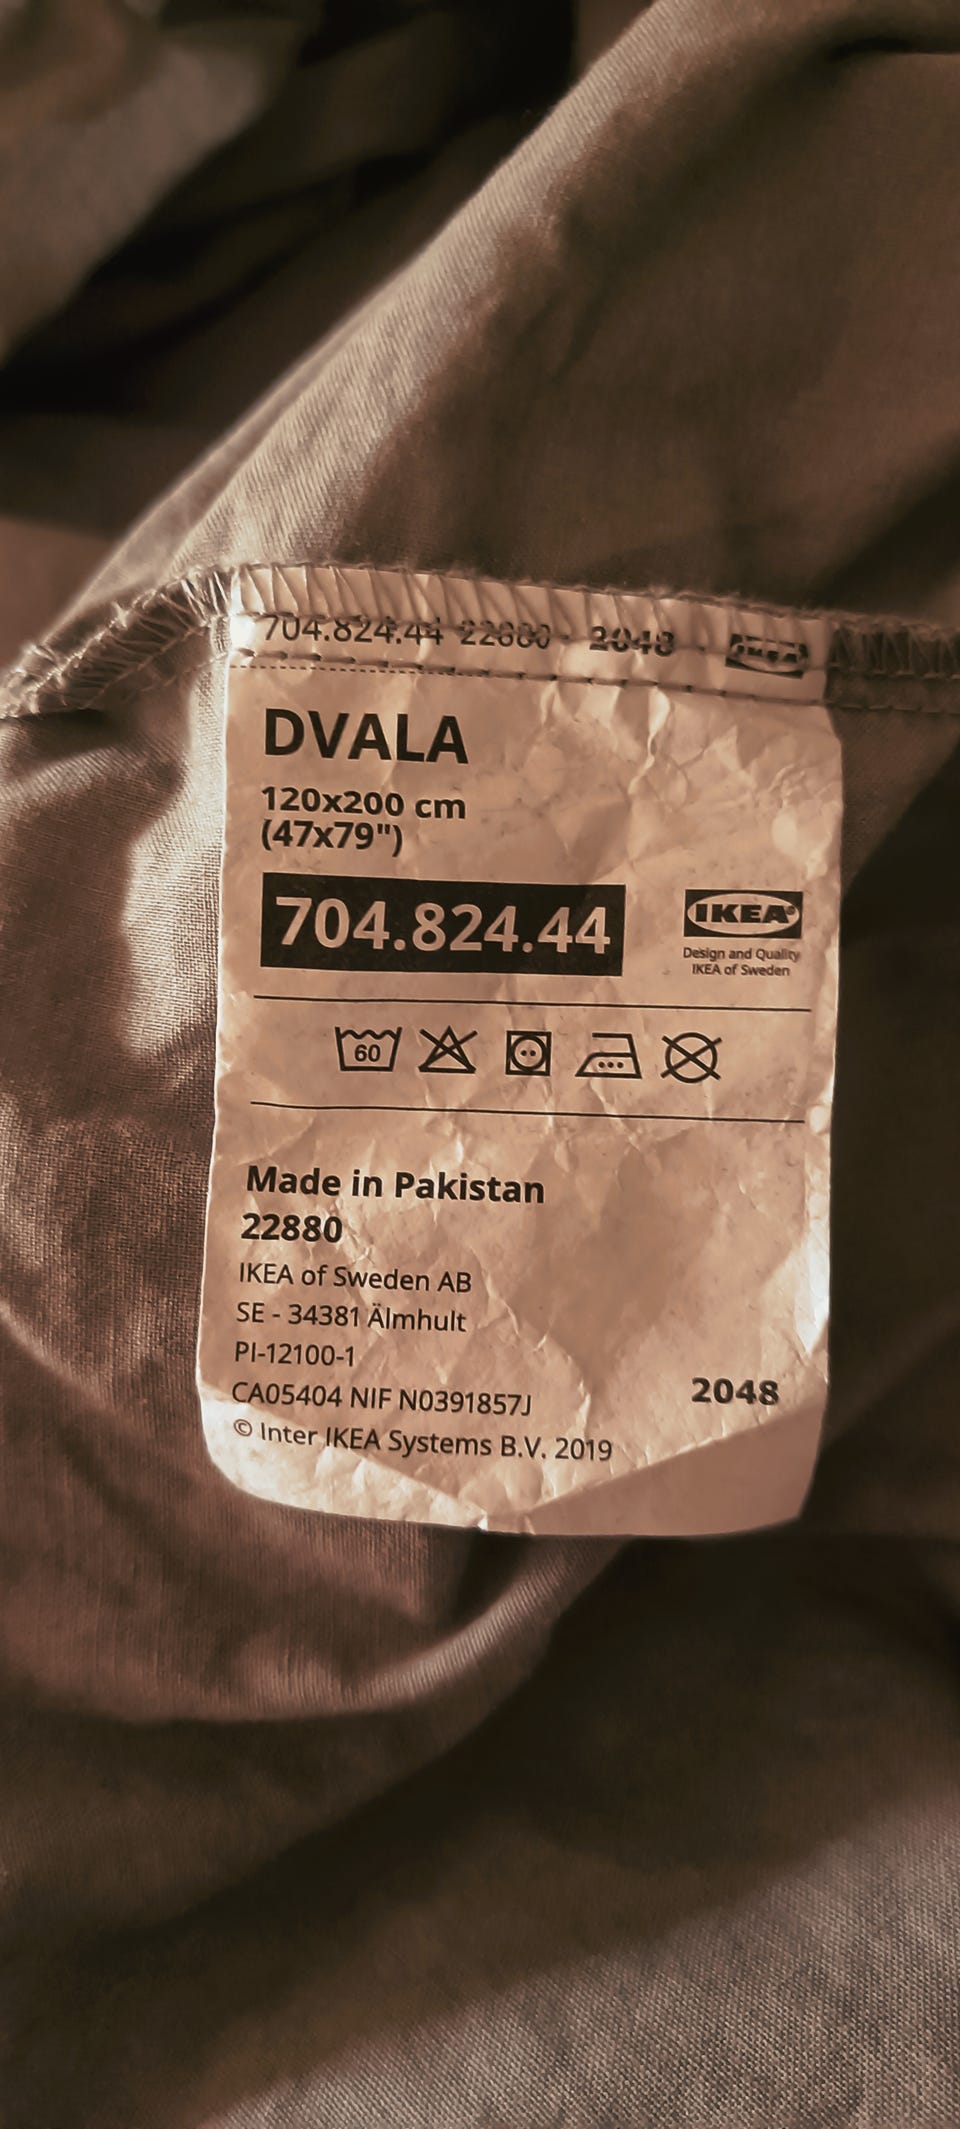 704.824.44 22880 · 2048 · IKEA
DVALA
120x200 cm
(47x79")
704.824.44
IKEA®
Design and Quality
IKEA of Sweden
60
Made in Pakistan
22880
IKEA of Sweden AB
SE - 34381 Älmhult
PI-12100-1
CA05404 NIF N0391857J
2048
© Inter IKEA Systems B.V. 2019